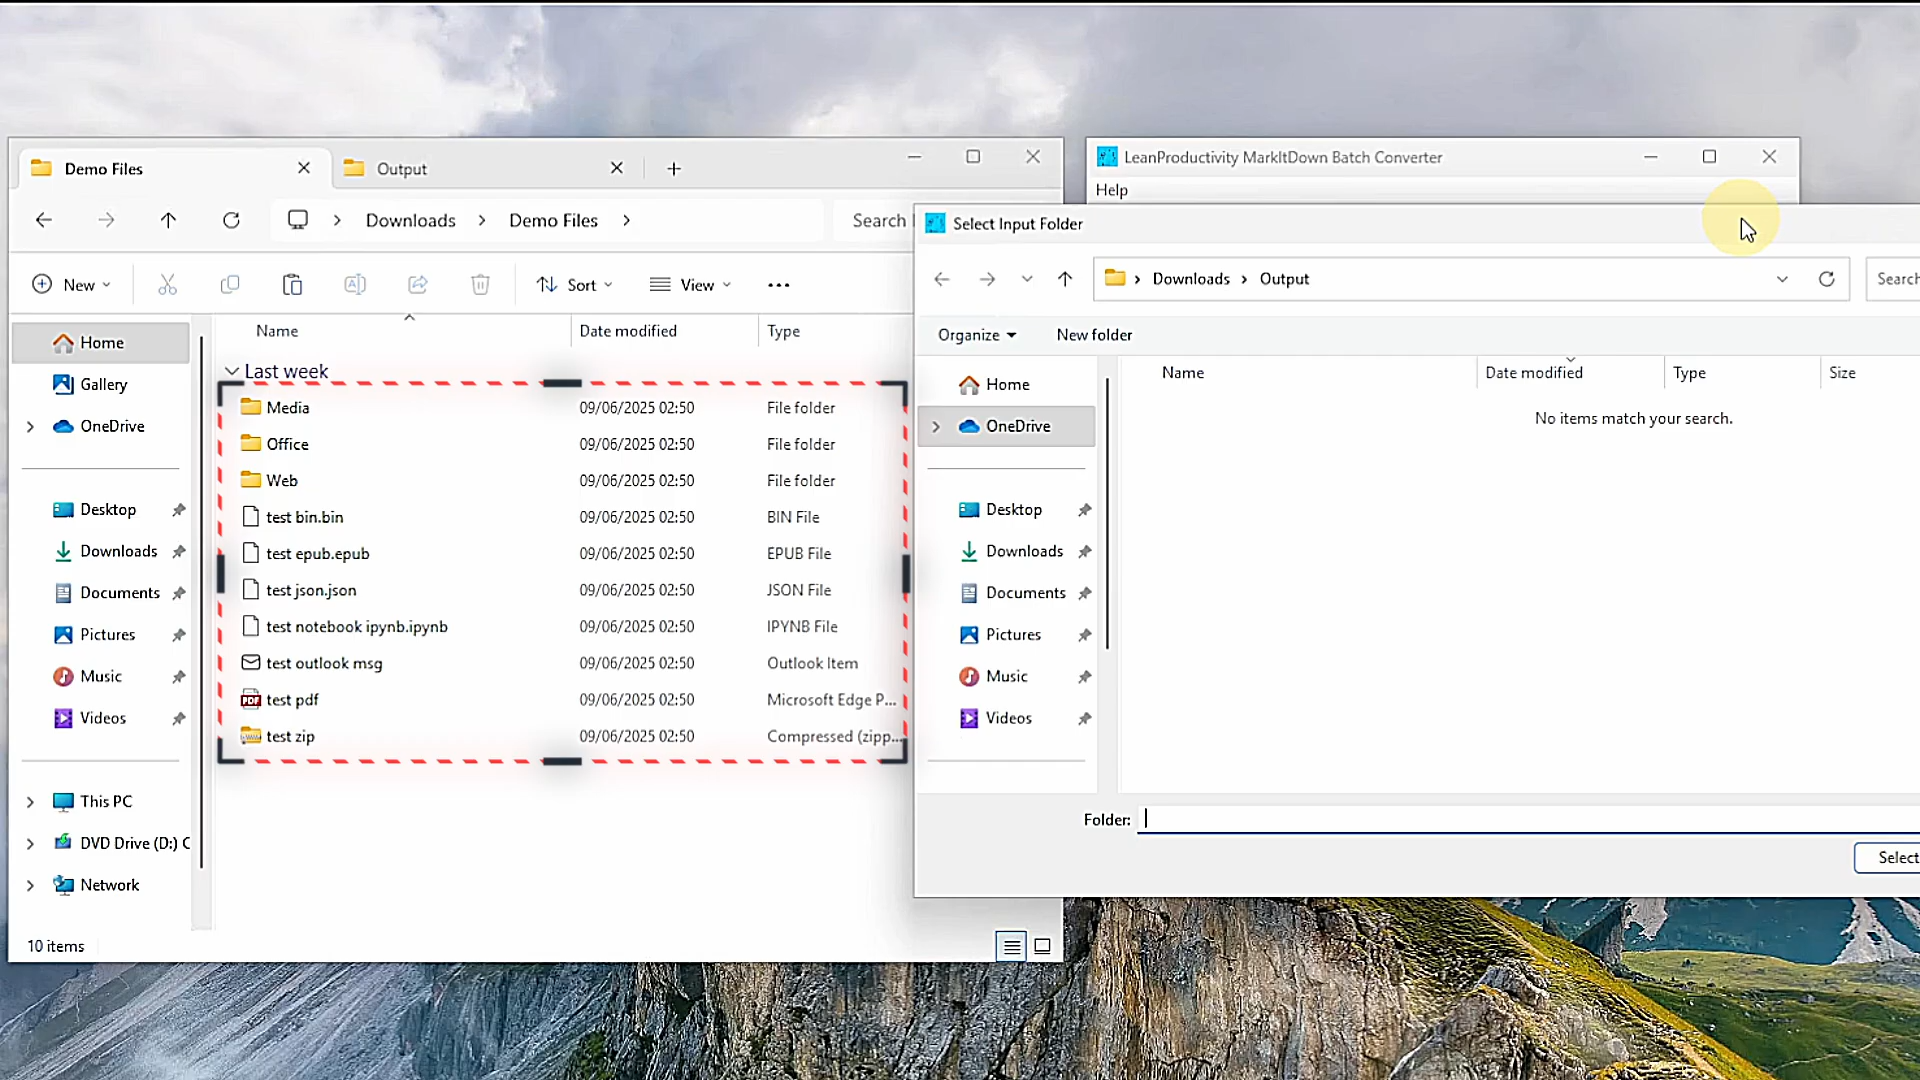 Demo Files
Output
Downloads > Demo Files >
Search
New
Sort
View
Name
Date modified
Type
Home
Gallery
OneDrive
Desktop
Downloads
Documents
Pictures
Music
Videos
This PC
DVD Drive (D:) C
Network
Last week
Media 09/06/2025 02:50 File folder
Office 09/06/2025 02:50 File folder
Web 09/06/2025 02:50 File folder
test bin.bin 09/06/2025 02:50 BIN File
test epub.epub 09/06/2025 02:50 EPUB File
test json.json 09/06/2025 02:50 JSON File
test notebook ipynb.ipynb 09/06/2025 02:50 IPYNB File
test outlook msg 09/06/2025 02:50 Outlook Item
test pdf 09/06/2025 02:50 Microsoft Edge P...
test zip 09/06/2025 02:50 Compressed (zipp...
10 items
LeanProductivity MarkItDown Batch Converter
Help
Select Input Folder
Downloads > Output
Search
Organize
New folder
Home
OneDrive
Desktop
Downloads
Documents
Pictures
Music
Videos
Name
Date modified
Type
Size
No items match your search.
Folder:
Select